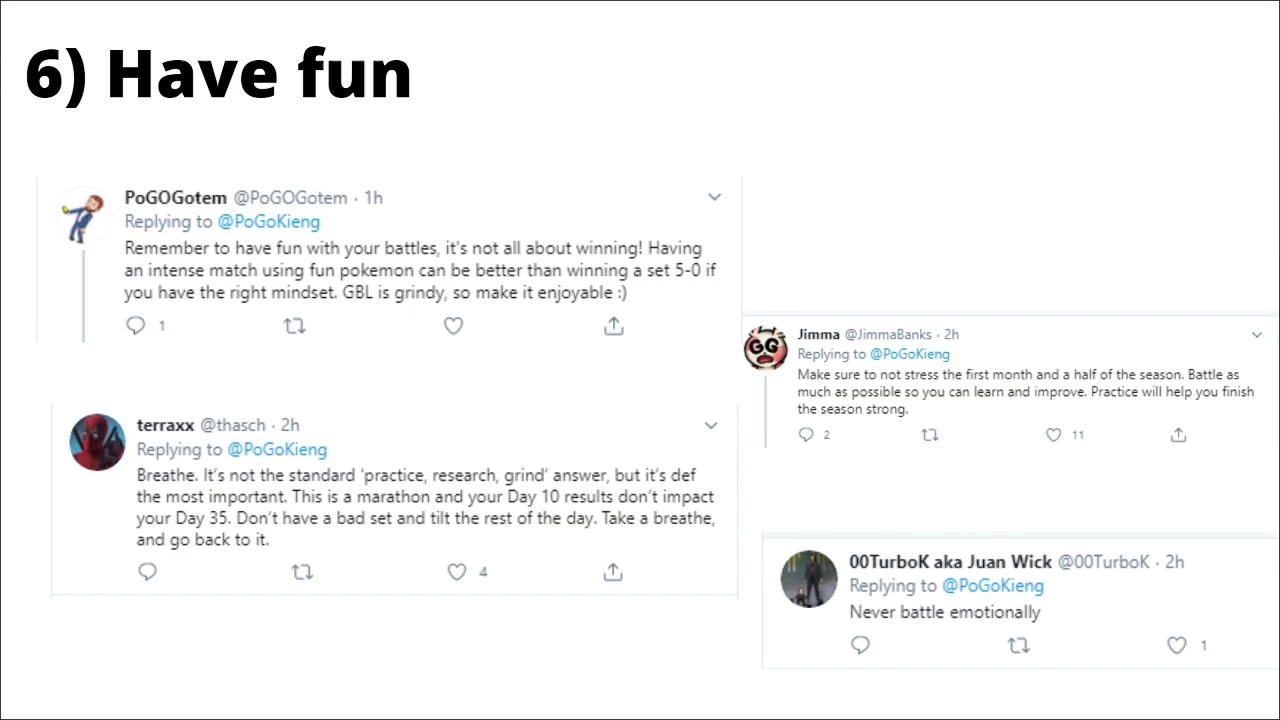 6) Have fun
PoGOGotem @PoGOGotem · 1h
Replying to @PoGoKieng
Remember to have fun with your battles, it's not all about winning! Having
an intense match using fun pokemon can be better than winning a set 5-0 if
you have the right mindset. GBL is grindy, so make it enjoyable :)
1
terraxx @thasch · 2h
Replying to @PoGoKieng
Breathe. It’s not the standard ‘practice, research, grind’ answer, but it’s def
the most important. This is a marathon and your Day 10 results don’t impact
your Day 35. Don’t have a bad set and tilt the rest of the day. Take a breathe,
and go back to it.
4
GG
Jimma @JimmaBanks · 2h
Replying to @PoGoKieng
Make sure to not stress the first month and a half of the season. Battle as
much as possible so you can learn and improve. Practice will help you finish
the season strong.
2 11
00TurboK aka Juan Wick @00TurboK · 2h
Replying to @PoGoKieng
Never battle emotionally
1